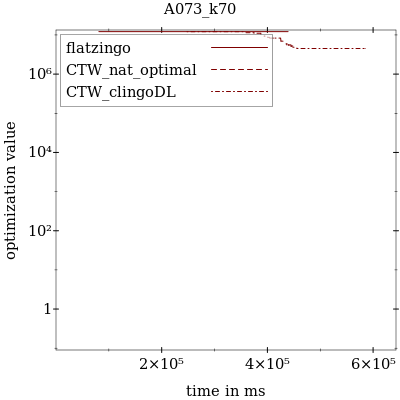 A073_k70
flatzingo
CTW_nat_optimal
CTW_clingoDL
10⁶
10⁴
10²
1
optimization value
2×10⁵ 4×10⁵ 6×10⁵
time in ms